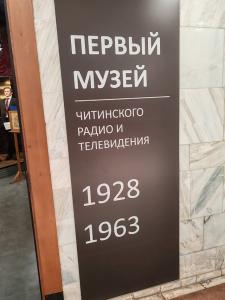 ПЕРВЫЙ
МУЗЕЙ
ЧИТИНСКОГО
РАДИО И
ТЕЛЕВИДЕНИЯ
1928
1963